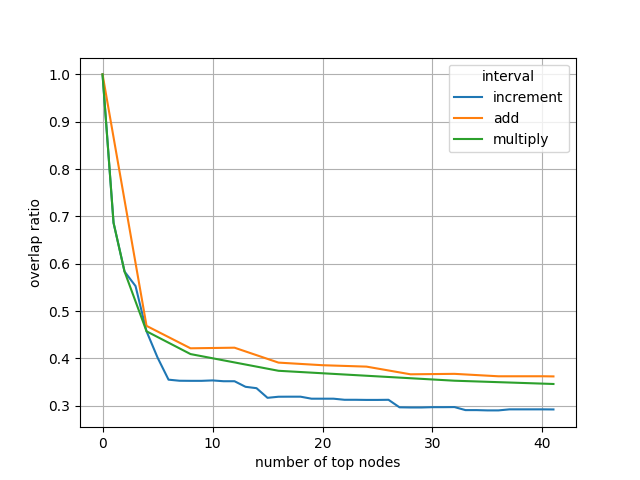 interval
increment
add
multiply
1.0
0.9
0.8
0.7
0.6
0.5
0.4
0.3
overlap ratio
0 10 20 30 40
number of top nodes